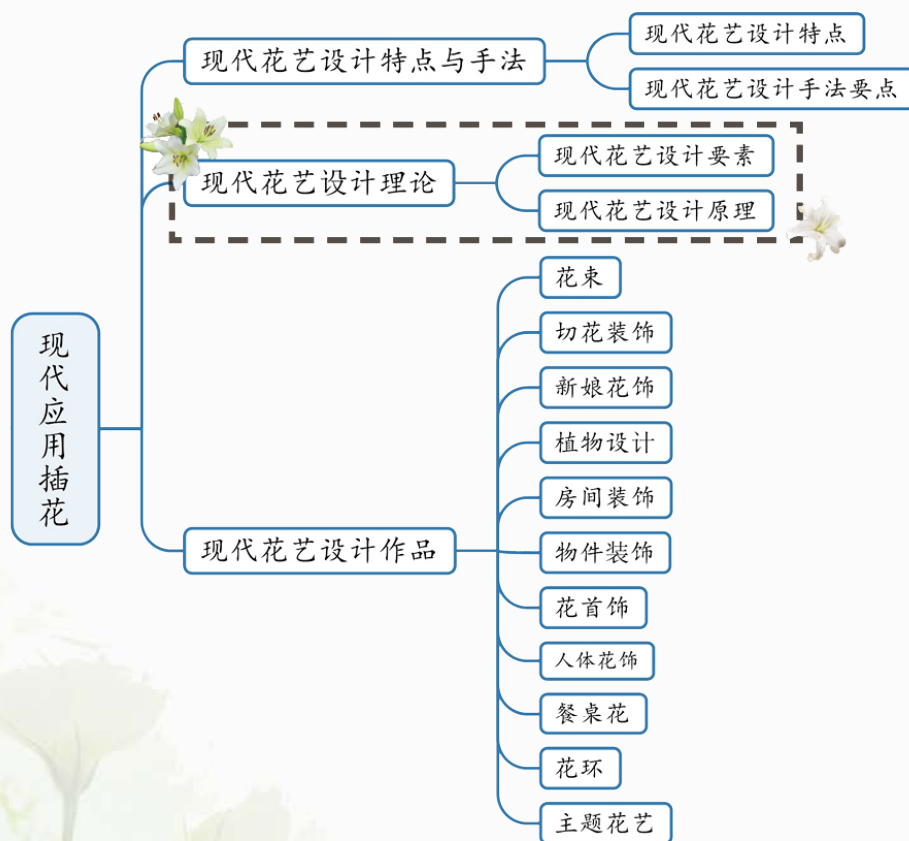 现代应用插花
现代花艺设计特点与手法
现代花艺设计特点
现代花艺设计手法要点
现代花艺设计理论
现代花艺设计要素
现代花艺设计原理
现代花艺设计作品
花束
切花装饰
新娘花饰
植物设计
房间装饰
物件装饰
花首饰
人体花饰
餐桌花
花环
主题花艺